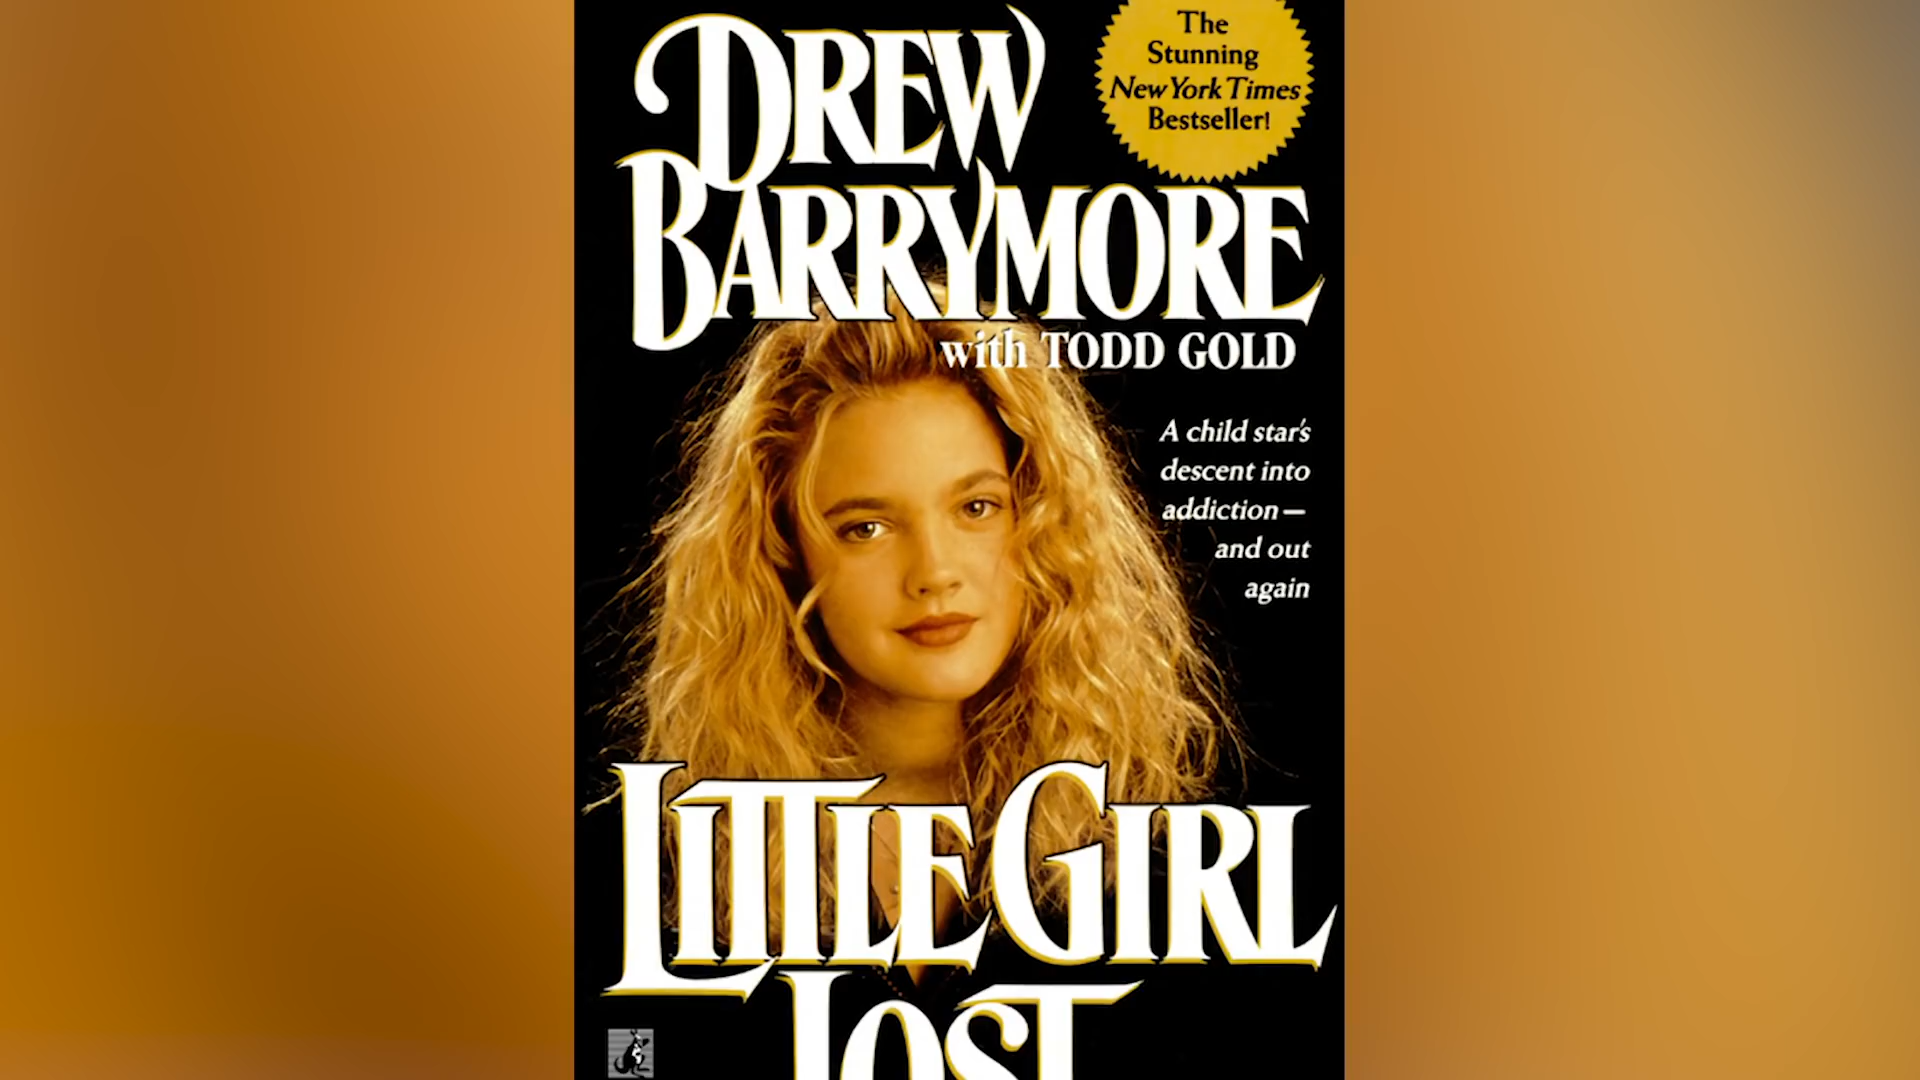 DREW
BARRYMORE
with TODD GOLD
The
Stunning
New York Times
Bestseller!
A child star's
descent into
addiction—
and out
again
LITTLE GIRL
LOST